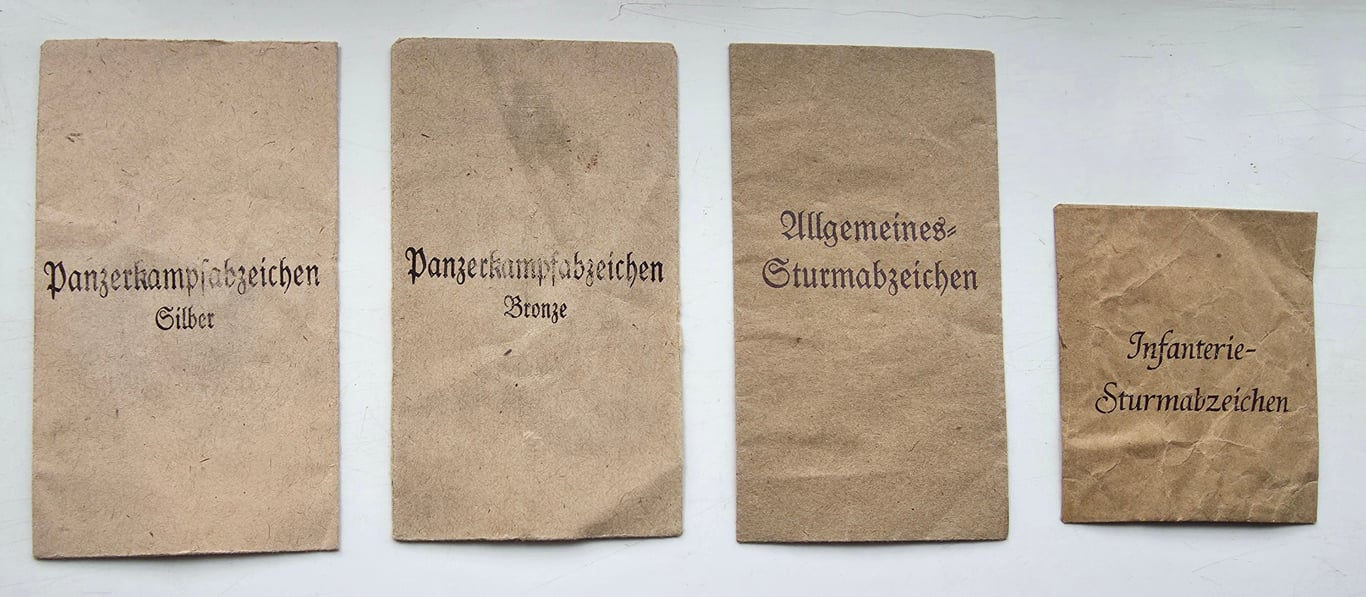 Panzerkampfabzeichen
Silber
Panzerkampfabzeichen
Bronze
Allgemeines-
Sturmabzeichen
Infanterie-
Sturmabzeichen